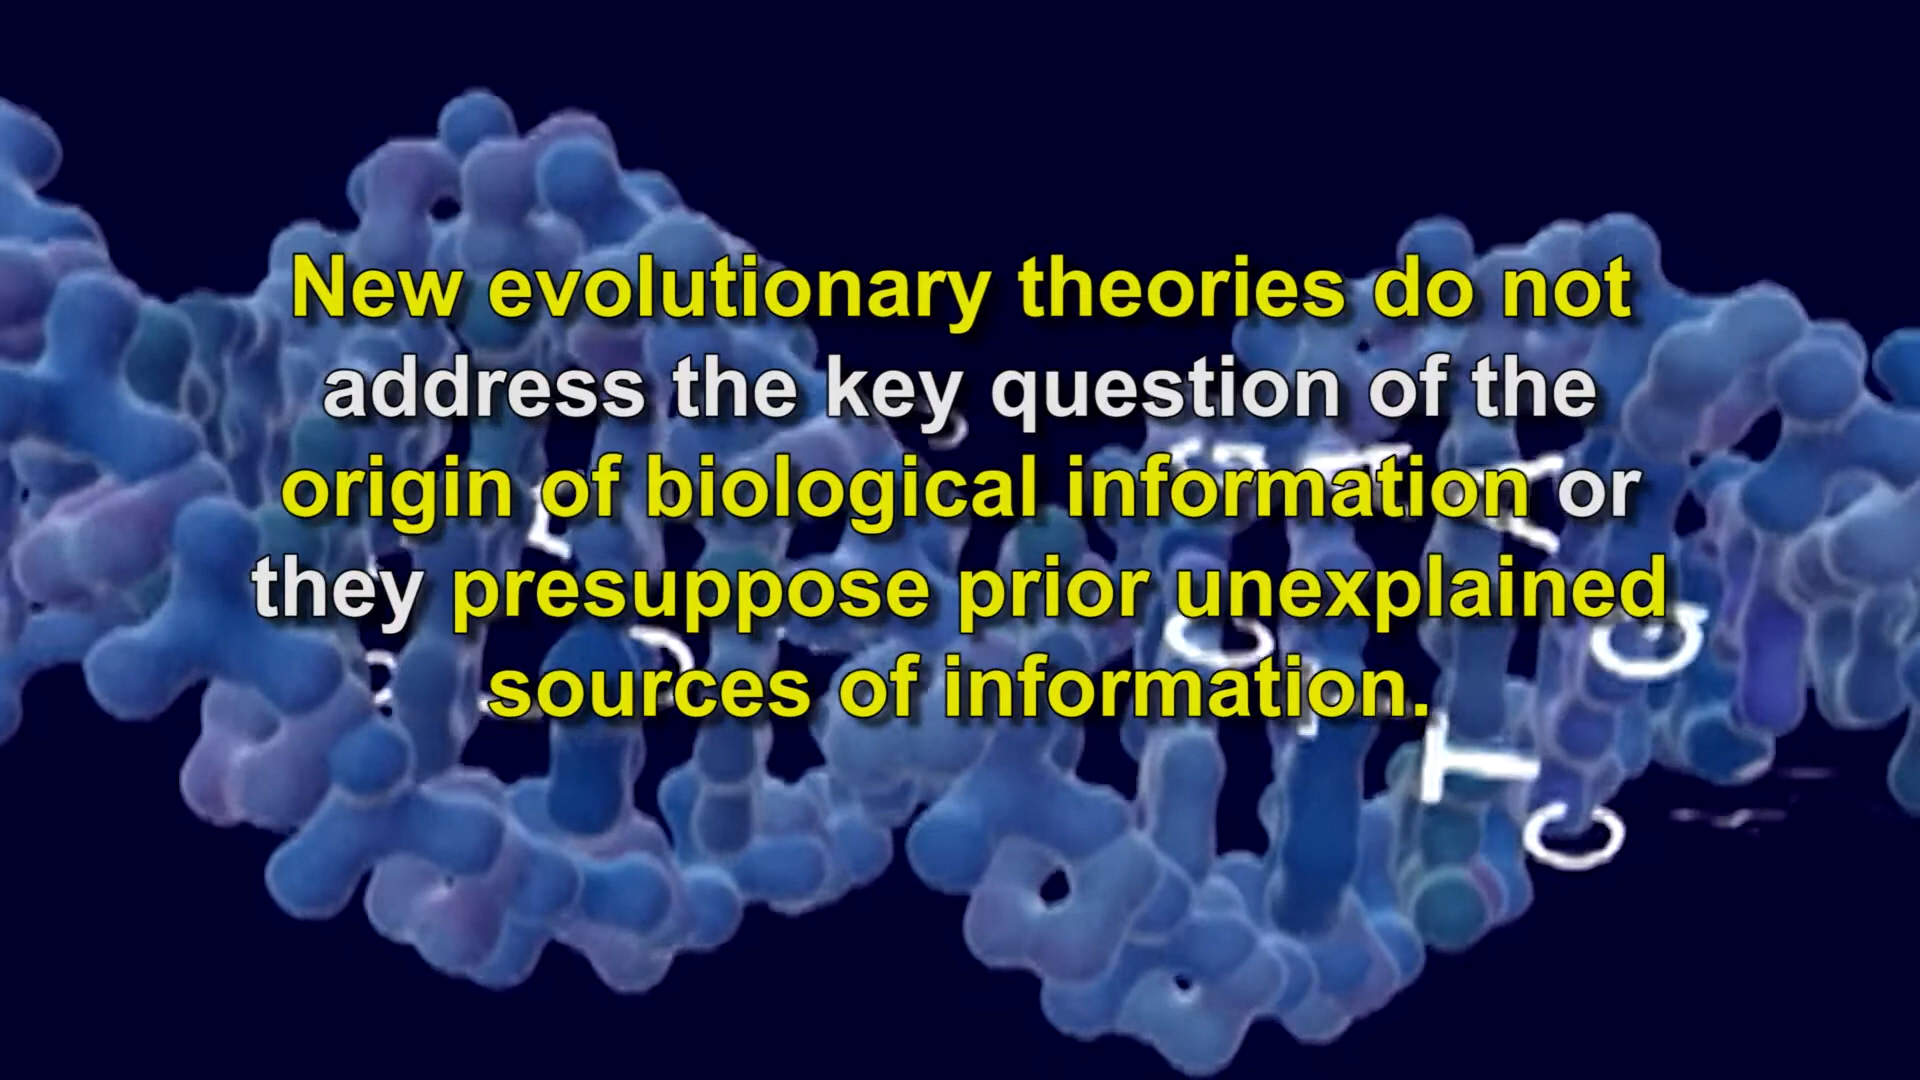 New evolutionary theories do not
address the key question of the
origin of biological information or
they presuppose prior unexplained
sources of information.
T
C